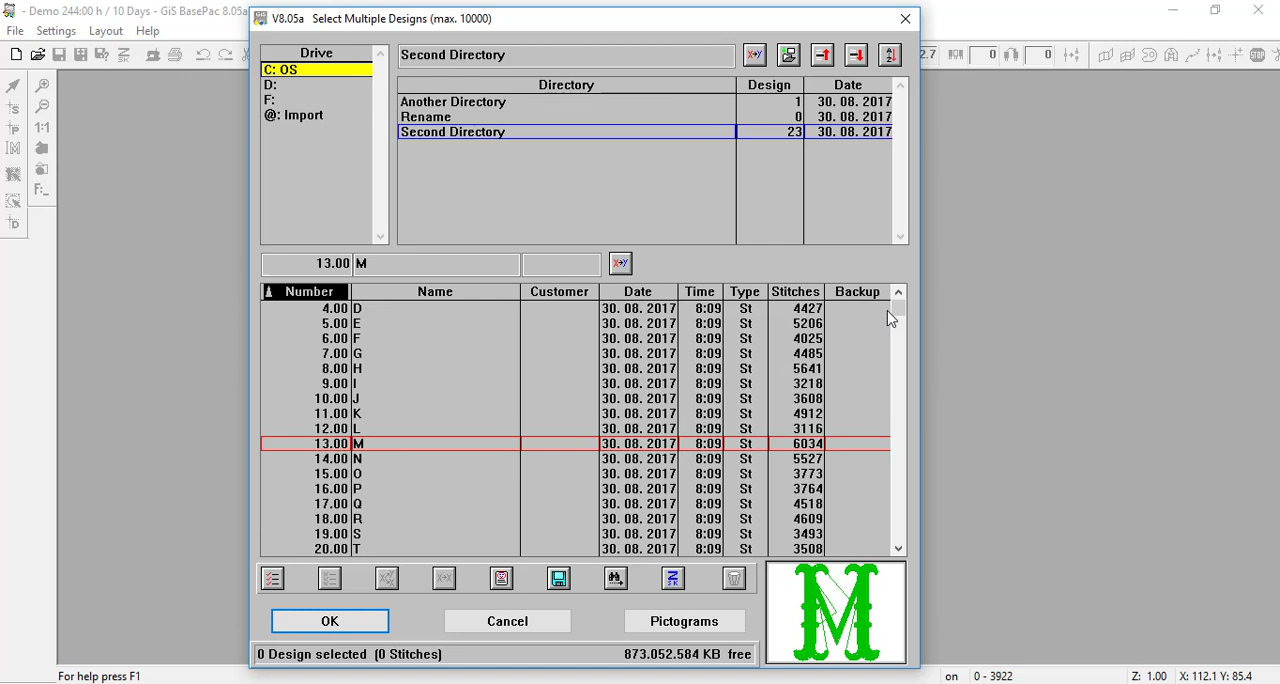 - Demo 244:00 h / 10 Days - GiS BasePac 8.05a
V8.05a Select Multiple Designs (max. 10000)
File Settings Layout Help
Drive
C: OS
D:
F:
@: Import
Second Directory
Directory Design Date
Another Directory 1 30. 08. 2017
Rename 0 30. 08. 2017
Second Directory 23 30. 08. 2017
2.7 0 0 STOP
1:1
F:_
13.00 M
Number Name Customer Date Time Type Stitches Backup
4.00 D 30. 08. 2017 8:09 St 4427
5.00 E 30. 08. 2017 8:09 St 5206
6.00 F 30. 08. 2017 8:09 St 4025
7.00 G 30. 08. 2017 8:09 St 4485
8.00 H 30. 08. 2017 8:09 St 5641
9.00 I 30. 08. 2017 8:09 St 3218
10.00 J 30. 08. 2017 8:09 St 3608
11.00 K 30. 08. 2017 8:09 St 4912
12.00 L 30. 08. 2017 8:09 St 3116
13.00 M 30. 08. 2017 8:09 St 6034
14.00 N 30. 08. 2017 8:09 St 5527
15.00 O 30. 08. 2017 8:09 St 3773
16.00 P 30. 08. 2017 8:09 St 3764
17.00 Q 30. 08. 2017 8:09 St 4518
18.00 R 30. 08. 2017 8:09 St 4609
19.00 S 30. 08. 2017 8:09 St 3493
20.00 T 30. 08. 2017 8:09 St 3508
OK Cancel Pictograms
M
0 Design selected (0 Stitches) 873.052.584 KB free
For help press F1 on 0 - 3922 Z: 1.00 X: 112.1 Y: 85.4